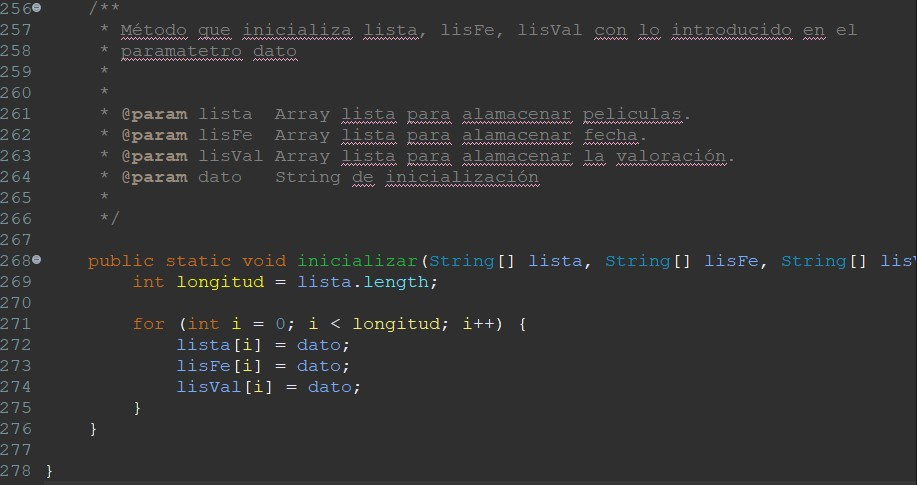 256 /**
257 * Método que inicializa lista, lisFe, lisVal con lo introducido en el
258 * paramatetro dato
259 *
260 *
261 * @param lista  Array lista para alamacenar peliculas.
262 * @param lisFe  Array lista para alamacenar fecha.
263 * @param lisVal Array lista para alamacenar la valoración.
264 * @param dato   String de inicialización
265 *
266 */
267
268 public static void inicializar(String[] lista, String[] lisFe, String[] lis
269 int longitud = lista.length;
270
271 for (int i = 0; i < longitud; i++) {
272 lista[i] = dato;
273 lisFe[i] = dato;
274 lisVal[i] = dato;
275 }
276 }
277
278 }